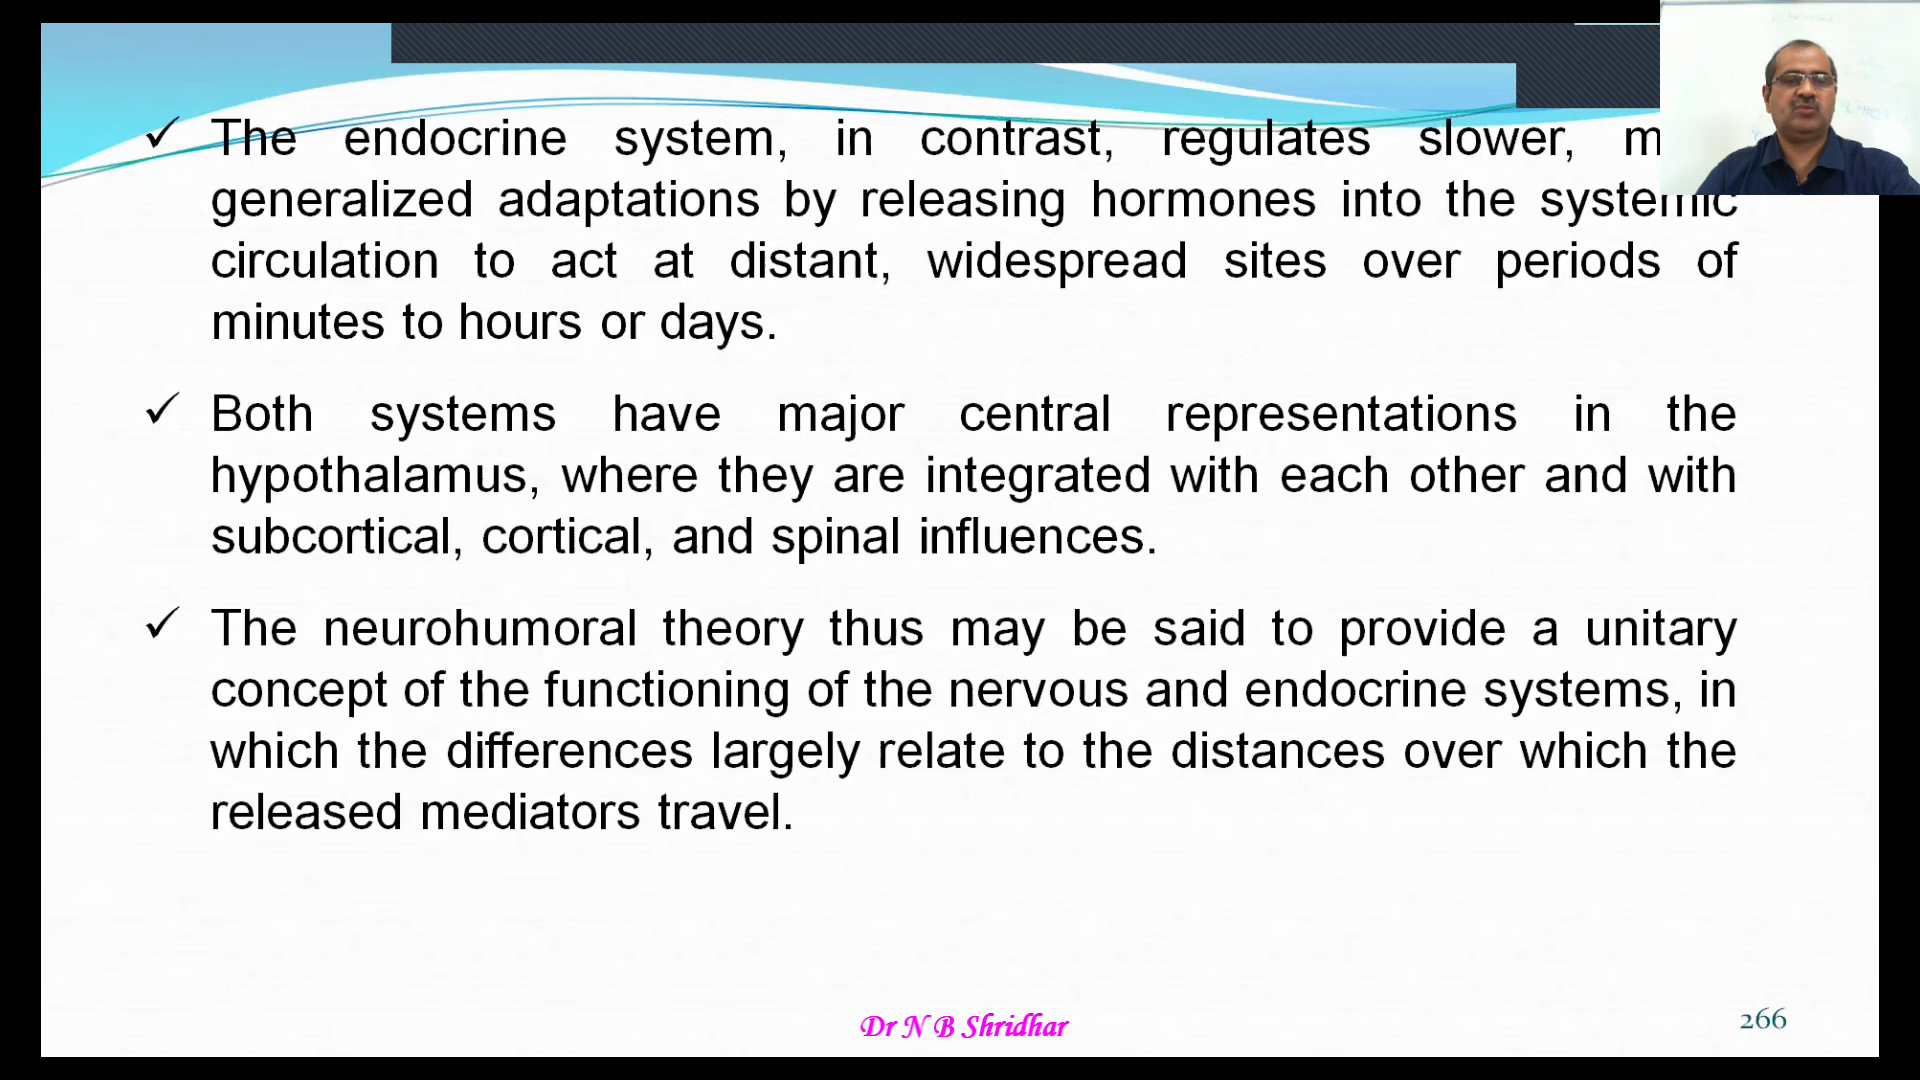 ✓ The endocrine system, in contrast, regulates slower,
generalized adaptations by releasing hormones into the systemic
circulation to act at distant, widespread sites over periods of
minutes to hours or days.
✓ Both systems have major central representations in the
hypothalamus, where they are integrated with each other and with
subcortical, cortical, and spinal influences.
✓ The neurohumoral theory thus may be said to provide a unitary
concept of the functioning of the nervous and endocrine systems, in
which the differences largely relate to the distances over which the
released mediators travel.
Dr N B Shridhar
266